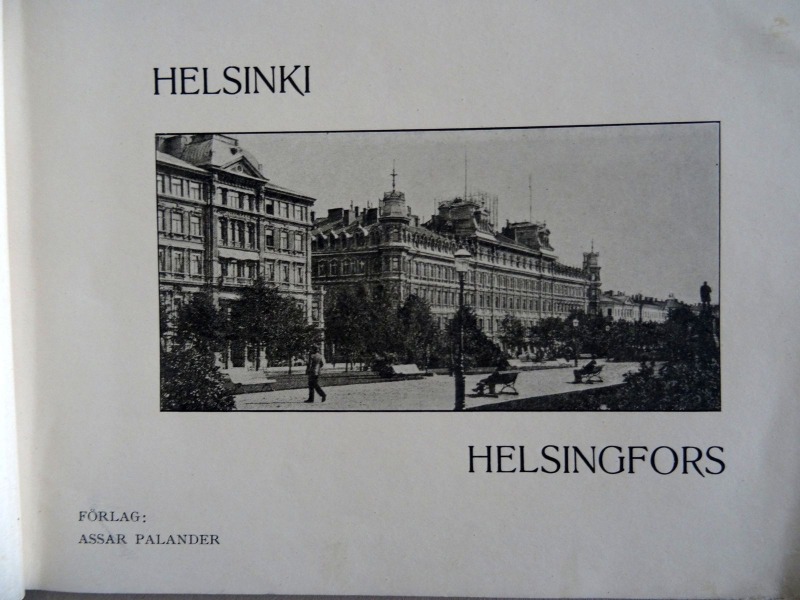 HELSINKI
HELSINGFORS
FÖRLAG:
ASSAR PALANDER